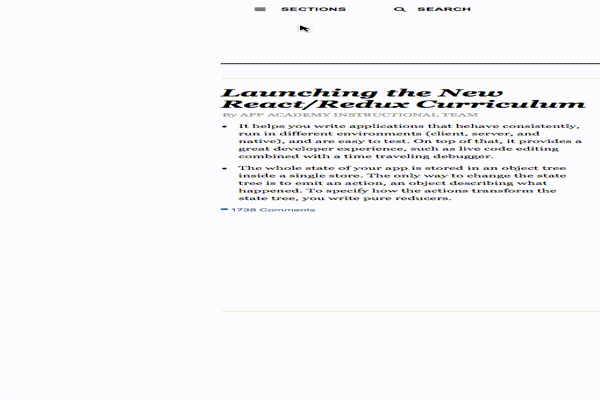 SECTIONS SEARCH
Launching the New
React/Redux Curriculum
By APP ACADEMY INSTRUCTIONAL TEAM
• It helps you write applications that behave consistently,
run in different environments (client, server, and
native), and are easy to test. On top of that, it provides a
great developer experience, such as live code editing
combined with a time traveling debugger.
• The whole state of your app is stored in an object tree
inside a single store. The only way to change the state
tree is to emit an action, an object describing what
happened. To specify how the actions transform the
state tree, you write pure reducers.
1738 Comments